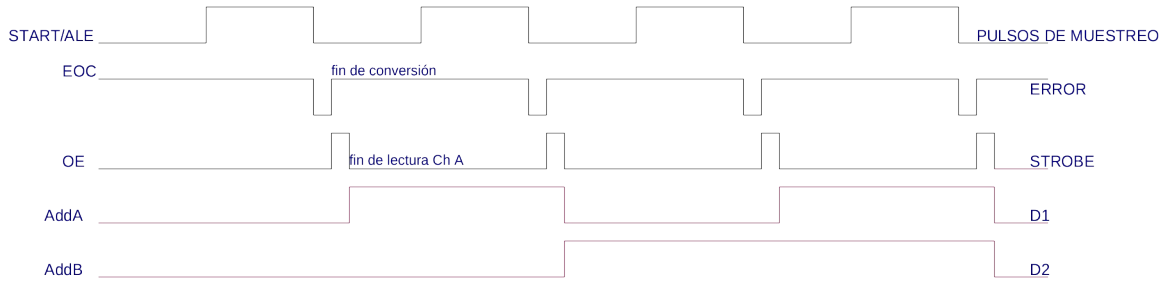 START/ALE
PULSOS DE MUESTREO
EOC
fin de conversión
ERROR
OE
fin de lectura Ch A
STROBE
AddA
D1
AddB
D2